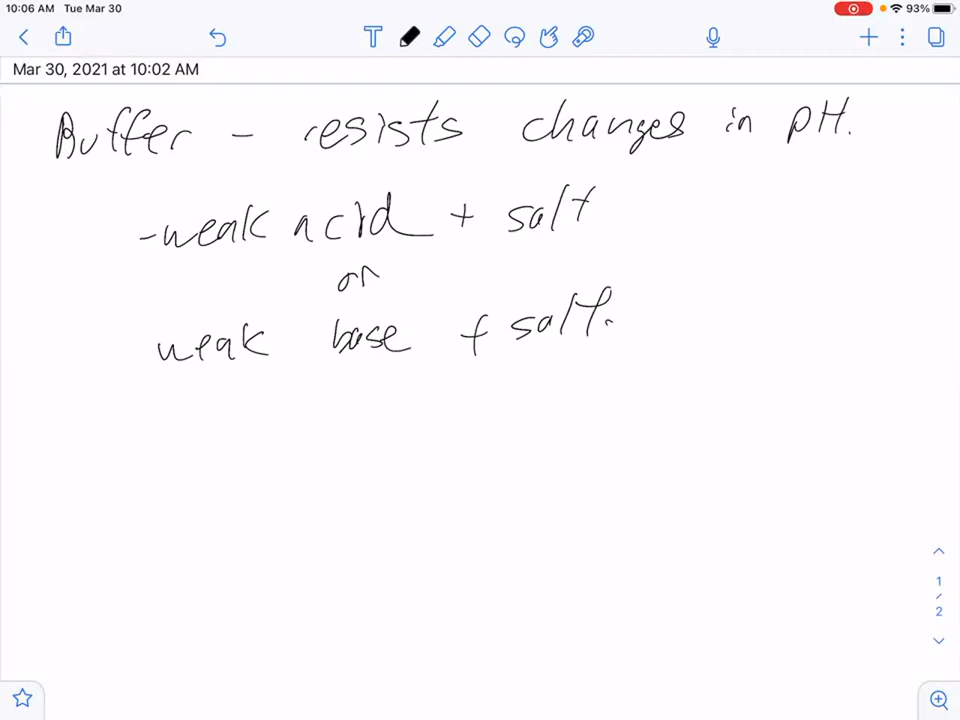 10:06 AM Tue Mar 30 93%
T
Mar 30, 2021 at 10:02 AM
Buffer - resists changes in pH.
-weak acid + salt
or
weak base + salt.
1
/
2